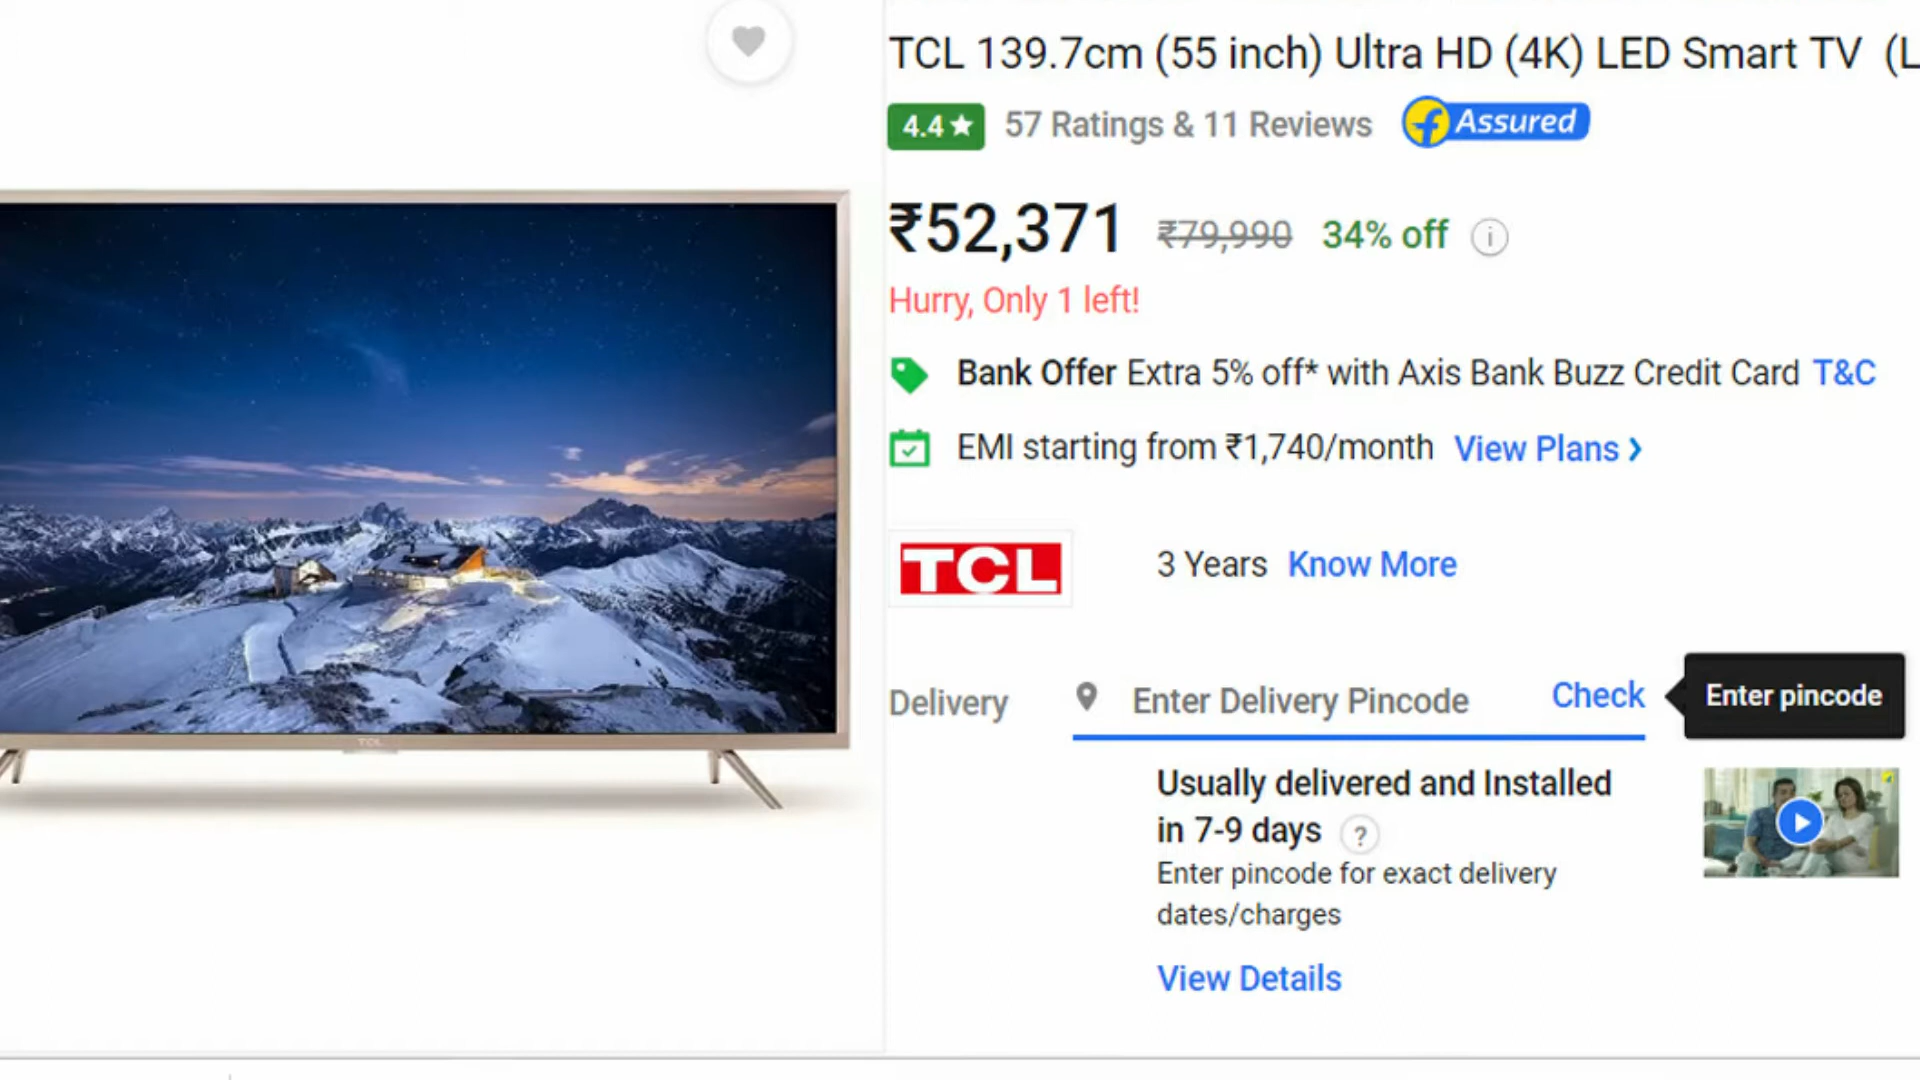 TCL 139.7cm (55 inch) Ultra HD (4K) LED Smart TV (L
4.4★ 57 Ratings & 11 Reviews f Assured
₹52,371 ₹79,990 34% off i
Hurry, Only 1 left!
Bank Offer Extra 5% off* with Axis Bank Buzz Credit Card T&C
EMI starting from ₹1,740/month View Plans >
TCL 3 Years Know More
Delivery Enter Delivery Pincode Check Enter pincode
Usually delivered and Installed
in 7-9 days ?
Enter pincode for exact delivery
dates/charges
View Details
TCL